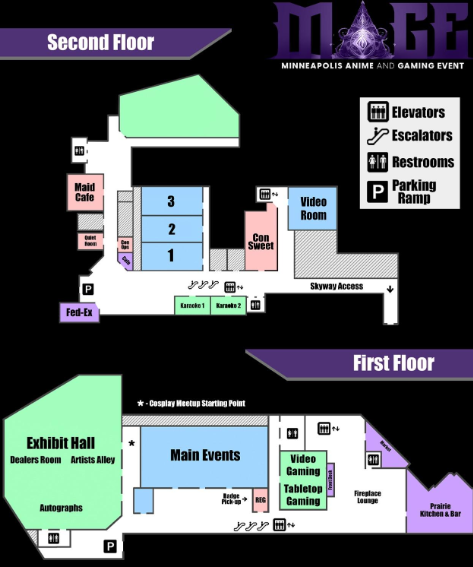 MAGE
MINNEAPOLIS ANIME AND GAMING EVENT
Second Floor
Elevators
Escalators
Restrooms
P Parking
Ramp
Maid
Cafe
Quiet
Room
Con
Ops
3
2
1
Con
Sweet
Video
Room
Skyway Access
P
Fed-Ex
Karaoke 1
Karaoke 2
First Floor
* - Cosplay Meetup Starting Point
*
Exhibit Hall
Dealers Room Artists Alley
Autographs
Main Events
Badge
Pick-up
REG
Video
Gaming
Tabletop
Gaming
Front Desk
Market
Fireplace
Lounge
Prairie
Kitchen & Bar
P